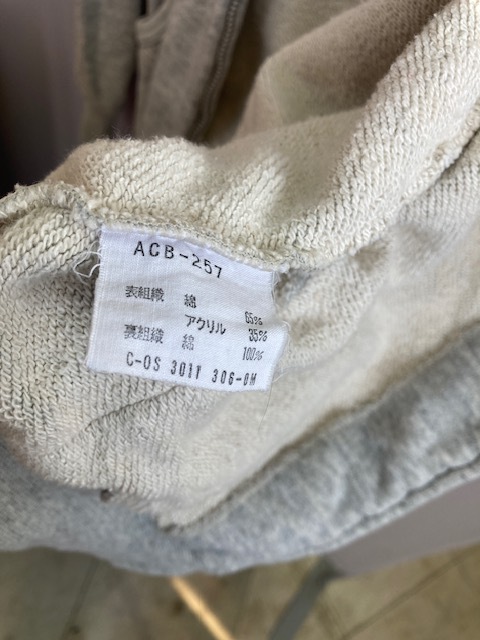 ACB-257
表組織 綿 65%
アクリル 35%
裏組織 綿 100%
C-OS 301T 306-0M